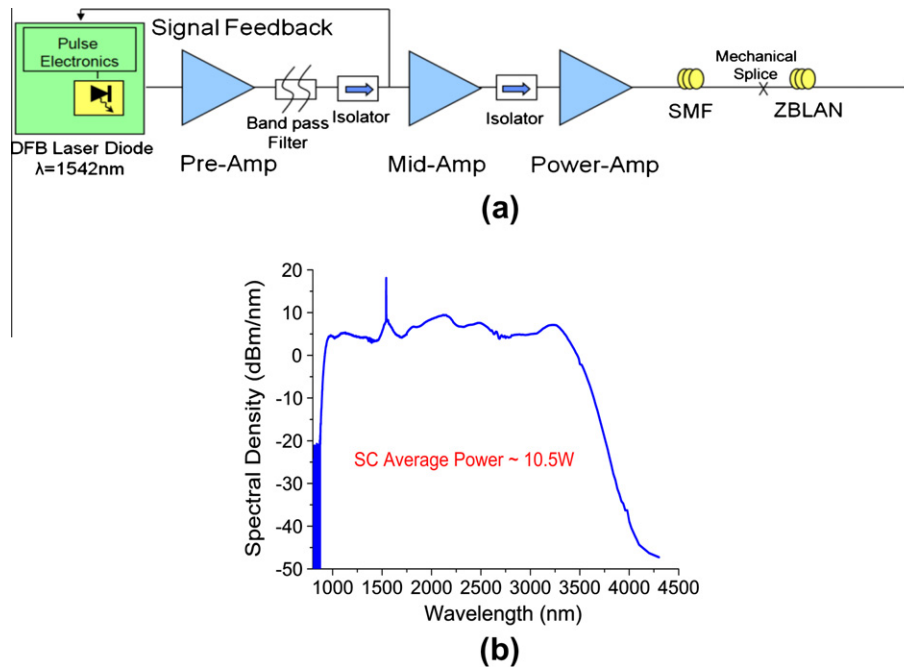 Pulse
Electronics
DFB Laser Diode
λ=1542nm
Signal Feedback
Pre-Amp
Band pass
Filter
Isolator
Mid-Amp
Isolator
Power-Amp
SMF
Mechanical
Splice
ZBLAN
(a)
Spectral Density (dBm/nm)
20
10
0
-10
-20
-30
-40
-50
SC Average Power ~ 10.5W
1000 1500 2000 2500 3000 3500 4000 4500
Wavelength (nm)
(b)